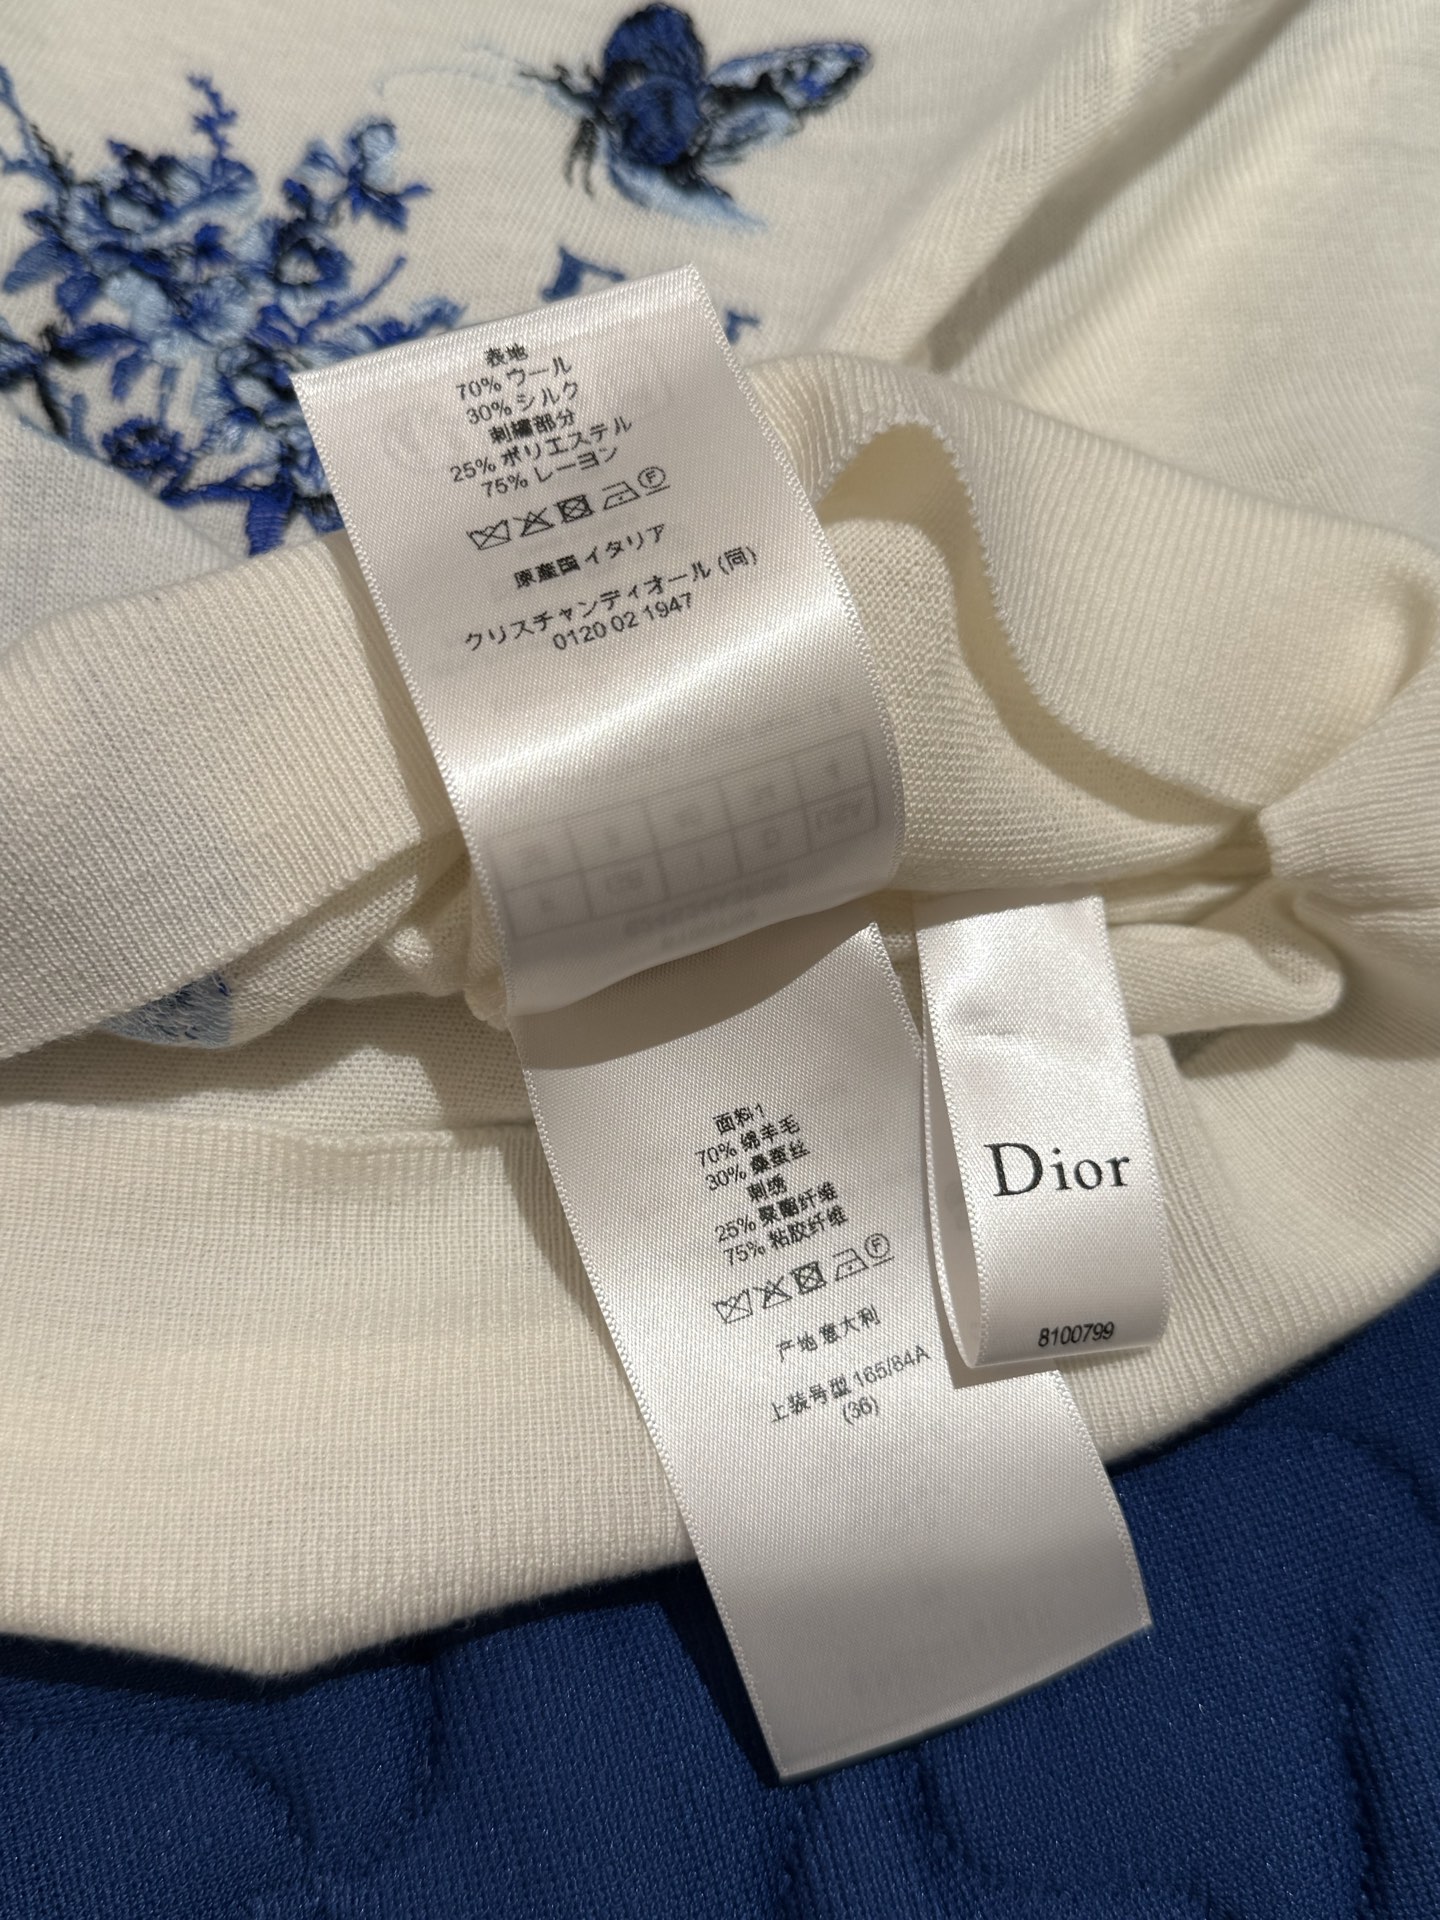 表地
70% ウール
30% シルク
刺繍部分
25% ポリエステル
75% レーヨン
F
原産国 イタリア
クリスチャンディオール (同)
0120 02 1947
面料1
70% 绵羊毛
30% 桑蚕丝
刺绣
25% 聚酯纤维
75% 粘胶纤维
F
产地 意大利
上装号型 165/84A
(36)
Dior
8100799